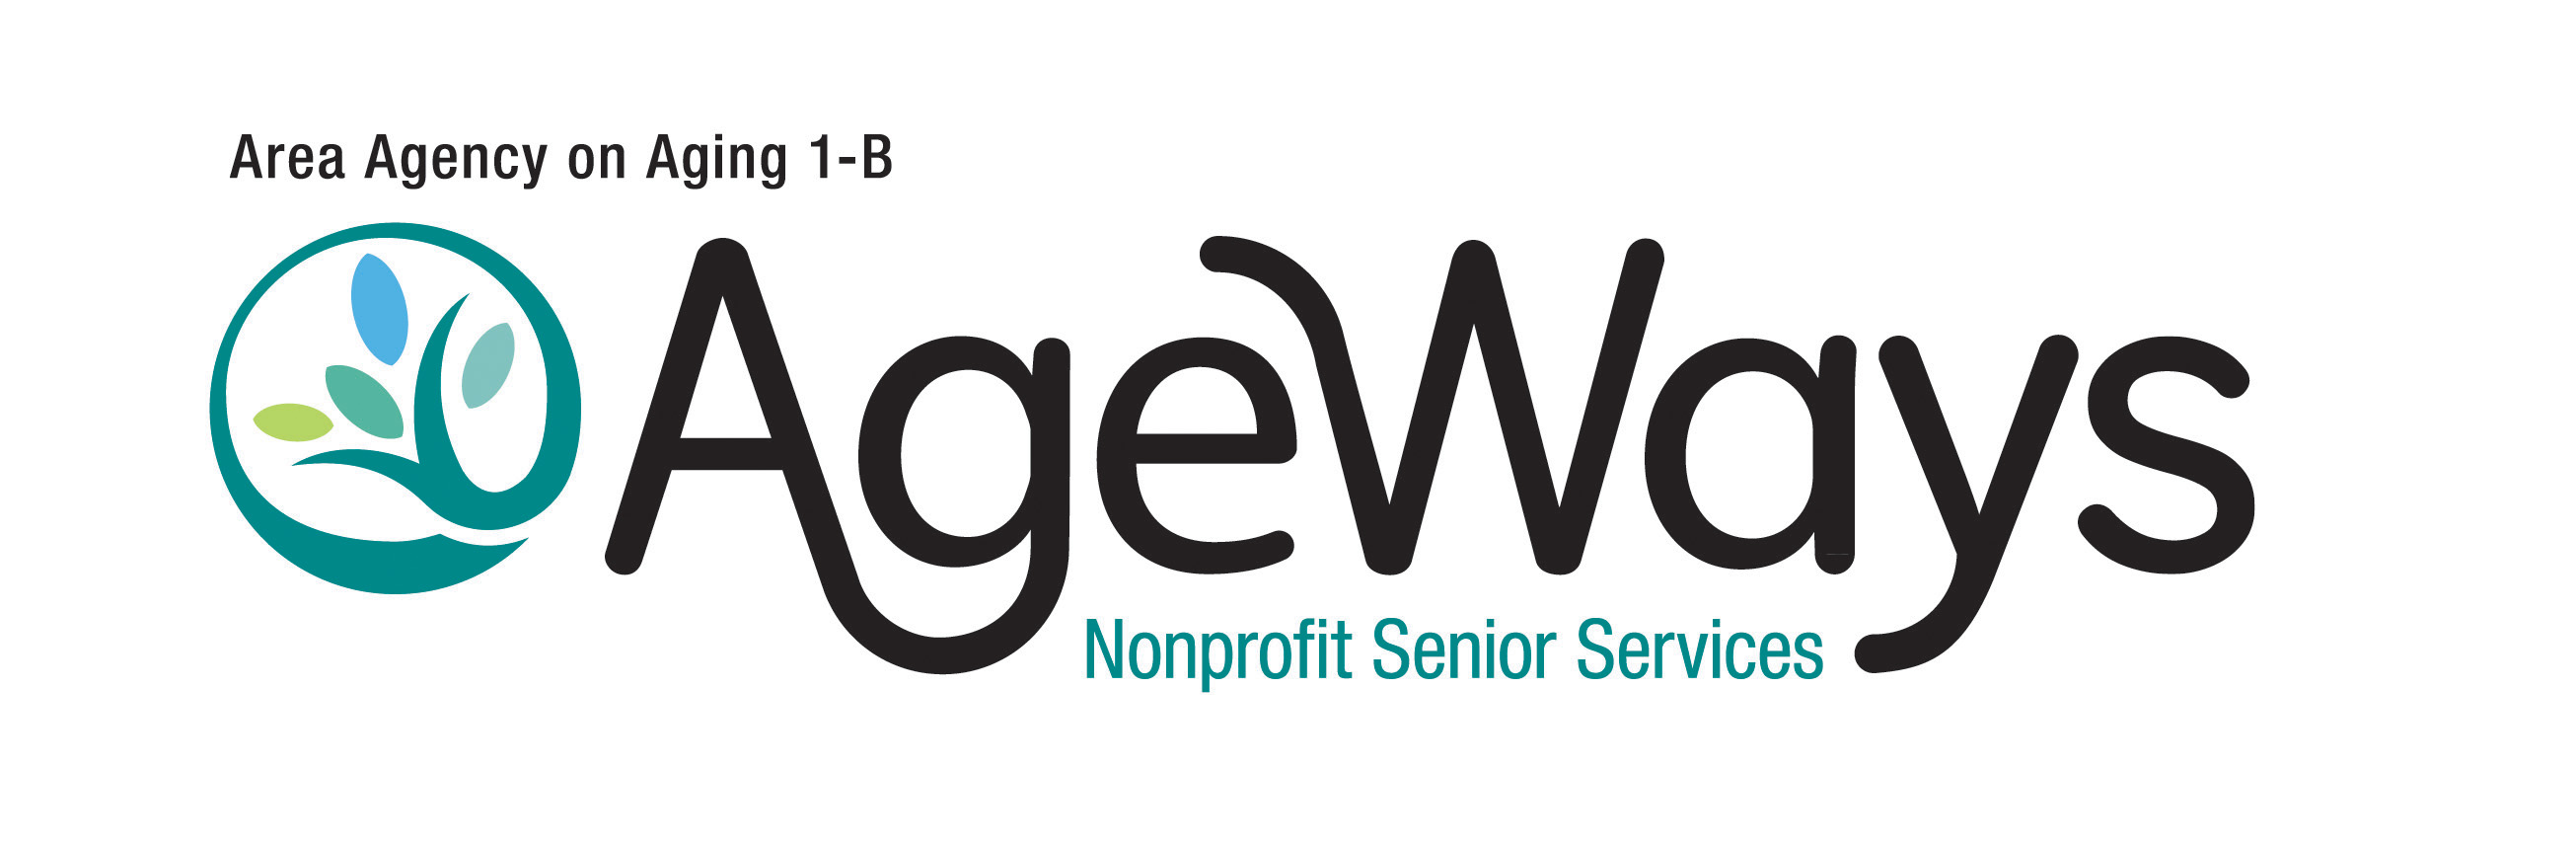 Area Agency on Aging 1-B
AgeWays
Nonprofit Senior Services